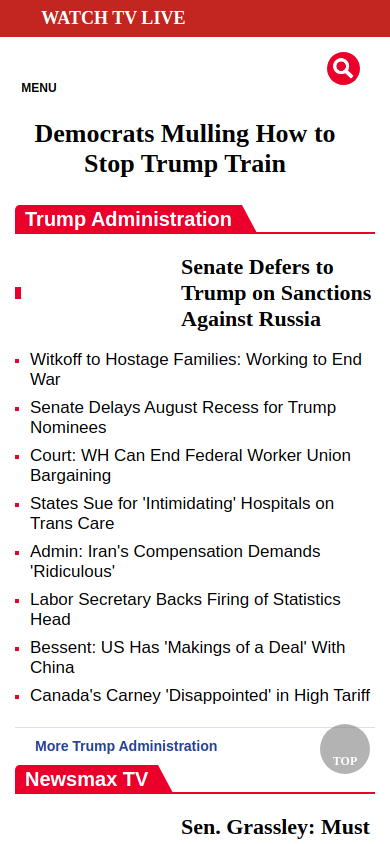 WATCH TV LIVE
MENU
Democrats Mulling How to
Stop Trump Train
Trump Administration
Senate Defers to
Trump on Sanctions
Against Russia
Witkoff to Hostage Families: Working to End
War
Senate Delays August Recess for Trump
Nominees
Court: WH Can End Federal Worker Union
Bargaining
States Sue for 'Intimidating' Hospitals on
Trans Care
Admin: Iran's Compensation Demands
'Ridiculous'
Labor Secretary Backs Firing of Statistics
Head
Bessent: US Has 'Makings of a Deal' With
China
Canada's Carney 'Disappointed' in High Tariff
More Trump Administration
TOP
Newsmax TV
Sen. Grassley: Must